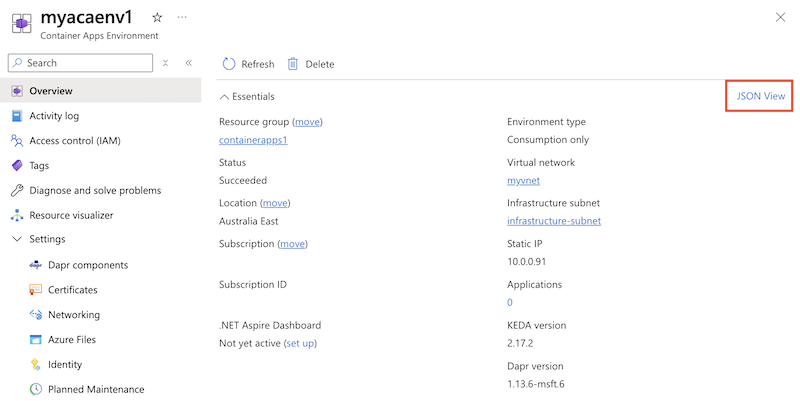 myacaenv1
Container Apps Environment
Search
Overview
Activity log
Access control (IAM)
Tags
Diagnose and solve problems
Resource visualizer
Settings
Dapr components
Certificates
Networking
Azure Files
Identity
Planned Maintenance
Refresh
Delete
Essentials
JSON View
Resource group (move)
containerapps1
Status
Succeeded
Location (move)
Australia East
Subscription (move)
Subscription ID
.NET Aspire Dashboard
Not yet active (set up)
Environment type
Consumption only
Virtual network
myvnet
Infrastructure subnet
infrastructure-subnet
Static IP
10.0.0.91
Applications
0
KEDA version
2.17.2
Dapr version
1.13.6-msft.6